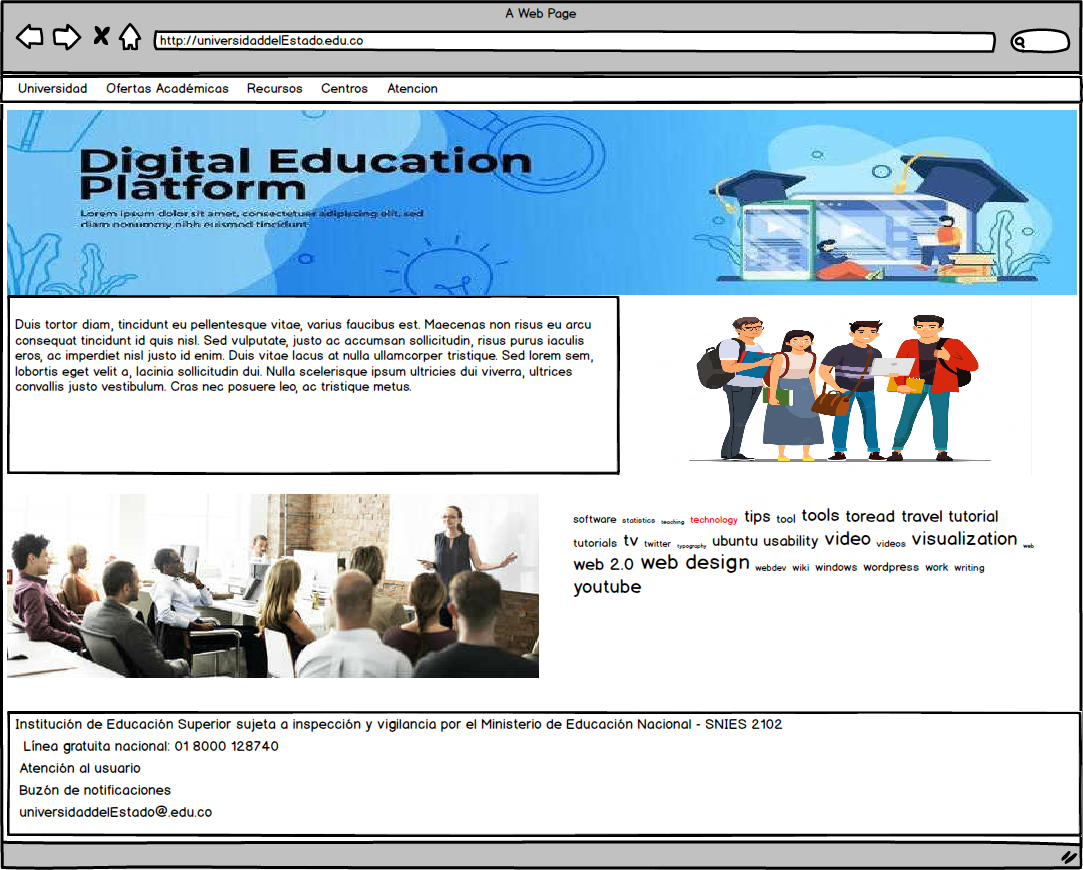 A Web Page
http://universidaddelEstado.edu.co
Universidad Ofertas Académicas Recursos Centros Atencion
Digital Education
Platform
Lorem ipsum dolor sit amet, consectetuer adipiscing elit, sed
diam nonummy nibh euismod tincidunt
Duis tortor diam, tincidunt eu pellentesque vitae, varius faucibus est. Maecenas non risus eu arcu
consequat tincidunt id quis nisl. Sed vulputate, justo ac accumsan sollicitudin, risus purus iaculis
eros, ac imperdiet nisl justo id enim. Duis vitae lacus at nulla ullamcorper tristique. Sed lorem sem,
lobortis eget velit a, lacinia sollicitudin dui. Nulla scelerisque ipsum ultricies dui viverra, ultrices
convallis justo vestibulum. Cras nec posuere leo, ac tristique metus.
software statistics teaching technology tips tool tools toread travel tutorial
tutorials tv twitter typography ubuntu usability video videos visualization web
web 2.0 web design webdev wiki windows wordpress work writing
youtube
Institución de Educación Superior sujeta a inspección y vigilancia por el Ministerio de Educación Nacional - SNIES 2102
Línea gratuita nacional: 01 8000 128740
Atención al usuario
Buzón de notificaciones
universidaddelEstado@.edu.co